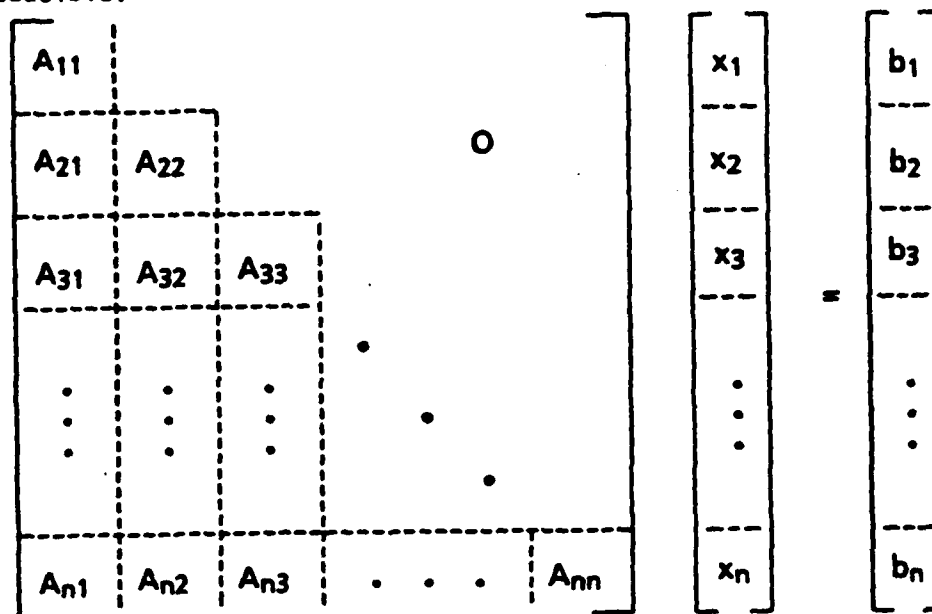 A11 x1 b1
A21 A22 O x2 b2
A31 A32 A33 x3 = b3
An1 An2 An3 . . . Ann xn bn